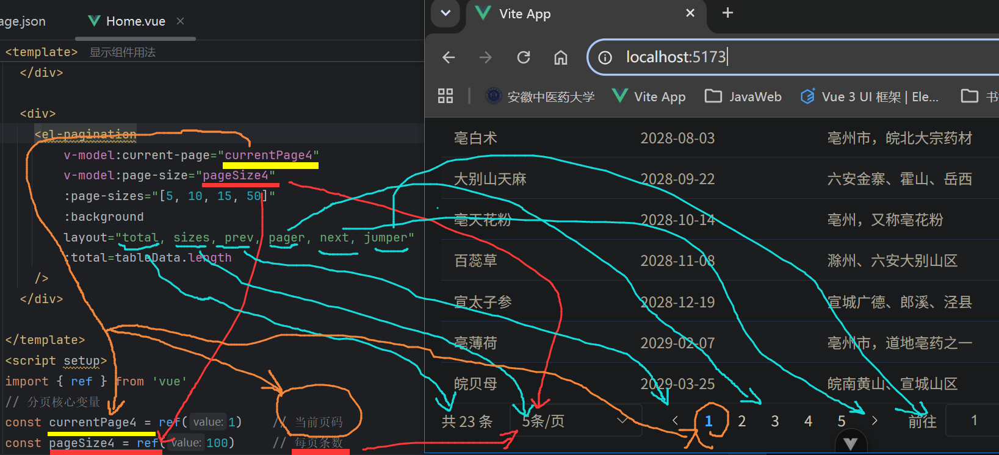 age.json
Home.vue
<template> 显示组件用法
</div>
<div>
<el-pagination
v-model:current-page="currentPage4"
v-model:page-size="pageSize4"
:page-sizes="[5, 10, 15, 50]"
:background
layout="total, sizes, prev, pager, next, jumper"
:total=tableData.length
/>
</div>
</template>
<script setup>
import { ref } from 'vue'
// 分页核心变量
const currentPage4 = ref( value: 1) // 当前页码
const pageSize4 = ref( value: 100) // 每页条数
Vite App
localhost:5173
安徽中医药大学 Vite App JavaWeb Vue 3 UI 框架 | Ele... 书
亳白术 2028-08-03 亳州市，皖北大宗药材
大别山天麻 2028-09-22 六安金寨、霍山、岳西
亳天花粉 2028-10-14 亳州，又称亳花粉
百蕊草 2028-11-08 滁州、六安大别山区
宣太子参 2028-12-19 宣城广德、郎溪、泾县
亳薄荷 2029-02-07 亳州市，道地亳药之一
皖贝母 2029-03-25 皖南黄山、宣城山区
共 23 条 5条/页 < 1 2 3 4 5 > 前往 1